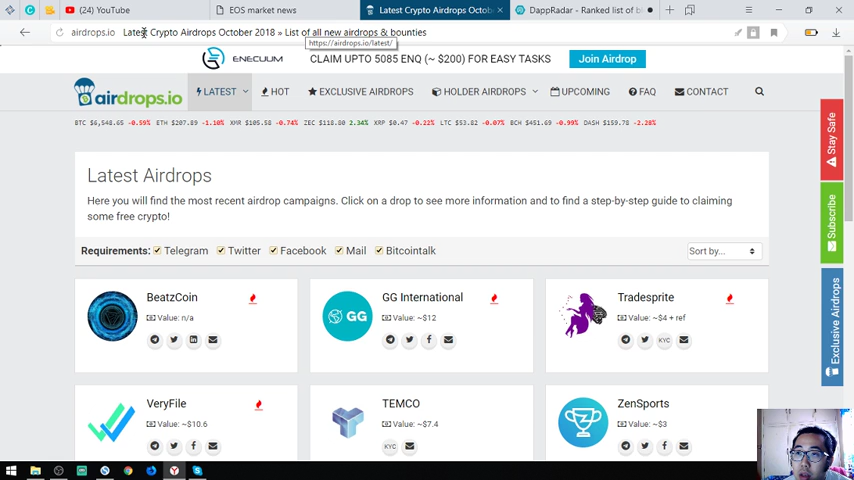 (24) YouTube
EOS market news
Latest Crypto Airdrops Octob
DappRadar - Ranked list of b
airdrops.io Latest Crypto Airdrops October 2018 » List of all new airdrops & bounties
https://airdrops.io/latest/
ENECUUM CLAIM UPTO 5085 ENQ (~ $200) FOR EASY TASKS Join Airdrop
airdrops.io LATEST HOT EXCLUSIVE AIRDROPS HOLDER AIRDROPS UPCOMING FAQ CONTACT
BTC $6,548.65 -0.59% ETH $207.89 -1.10% XMR $105.58 -0.74% ZEC $118.80 2.34% XRP $0.47 -0.22% LTC $53.82 -0.07% BCH $451.69 -0.99% DASH $159.78 -2.28%
Stay Safe
Subscribe
Exclusive Airdrops
Latest Airdrops
Here you will find the most recent airdrop campaigns. Click on a drop to see more information and to find a step-by-step guide to claiming
some free crypto!
Requirements: Telegram Twitter Facebook Mail Bitcointalk Sort by...
BeatzCoin
Value: n/a
GG
GG International
Value: ~$12
Tradesprite
Value: ~$4 + ref
KYC
VeryFile
Value: ~$10.6
TEMCO
Value: ~$7.4
KYC
ZenSports
Value: ~$3